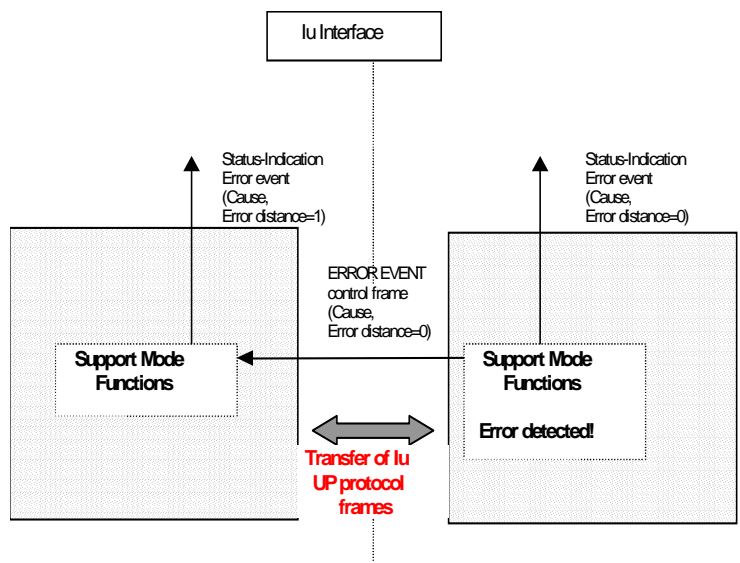 Iu Interface
Status-Indication
Error event
(Cause,
Error distance=1)
Status-Indication
Error event
(Cause,
Error distance=0)
ERROR EVENT
control frame
(Cause,
Error distance=0)
Support Mode
Functions
Support Mode
Functions
Error detected!
Transfer of Iu
UP protocol
frames